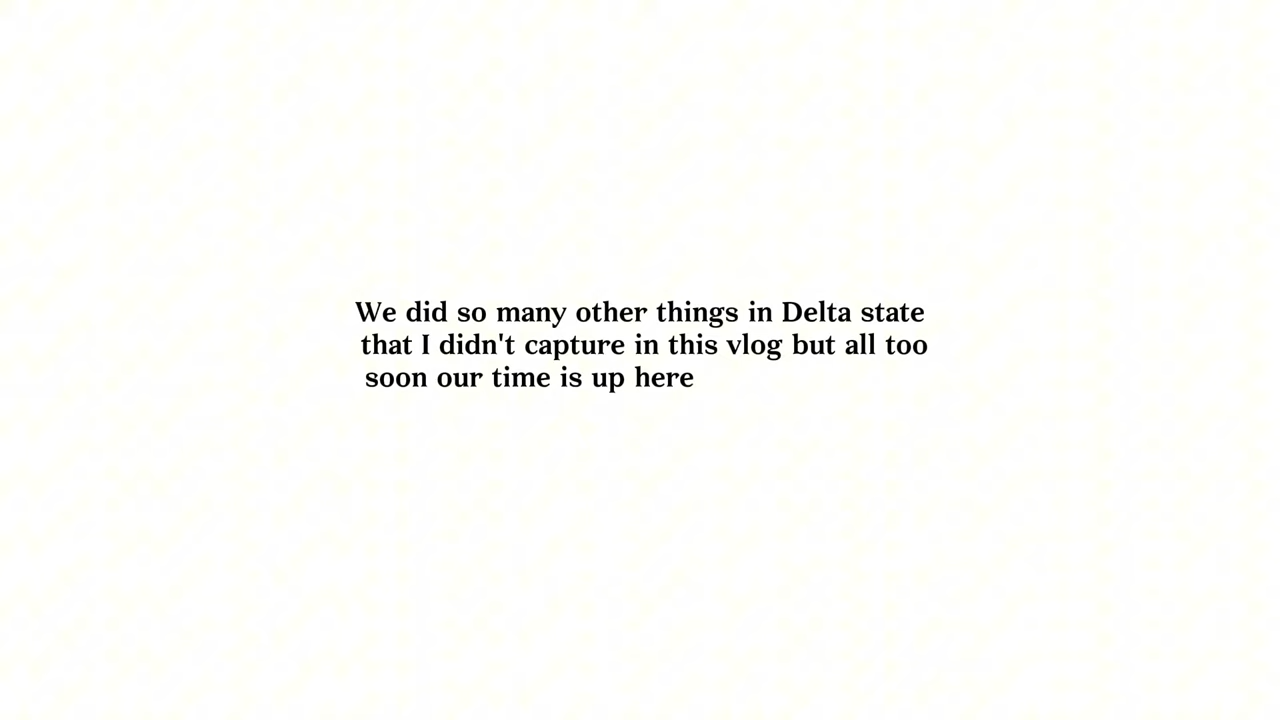 We did so many other things in Delta state
that I didn't capture in this vlog but all too
soon our time is up here